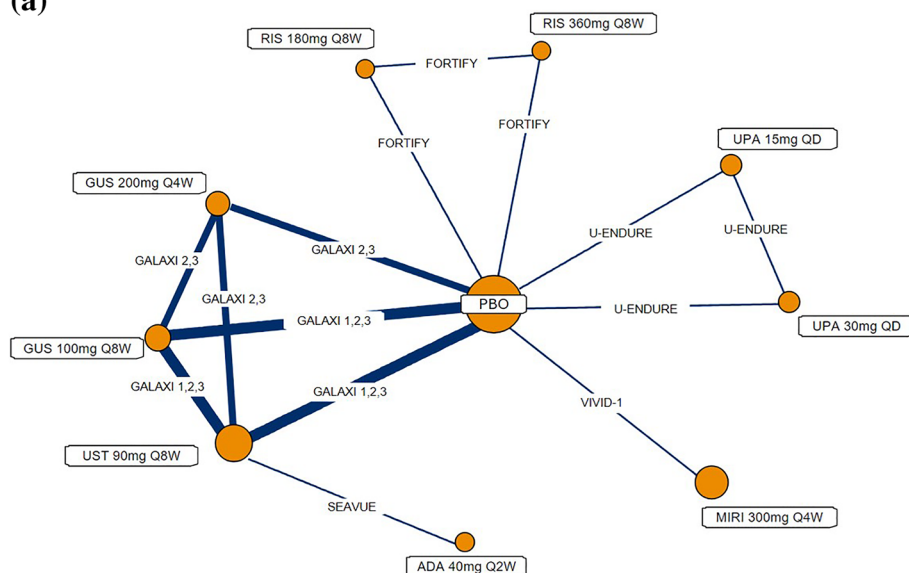 (a)
RIS 360mg Q8W
RIS 180mg Q8W
FORTIFY
FORTIFY
FORTIFY
UPA 15mg QD
GUS 200mg Q4W
U-ENDURE
U-ENDURE
GALAXI 2,3
GALAXI 2,3
GALAXI 2,3
PBO
U-ENDURE
GALAXI 1,2,3
UPA 30mg QD
GUS 100mg Q8W
GALAXI 1,2,3
GALAXI 1,2,3
VIVID-1
UST 90mg Q8W
SEAVUE
MIRI 300mg Q4W
ADA 40mg Q2W